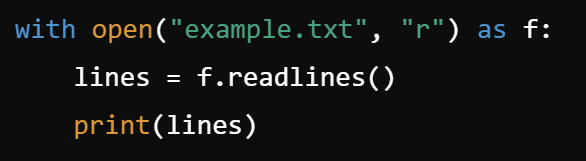 with open("example.txt", "r") as f:
    lines = f.readlines()
    print(lines)